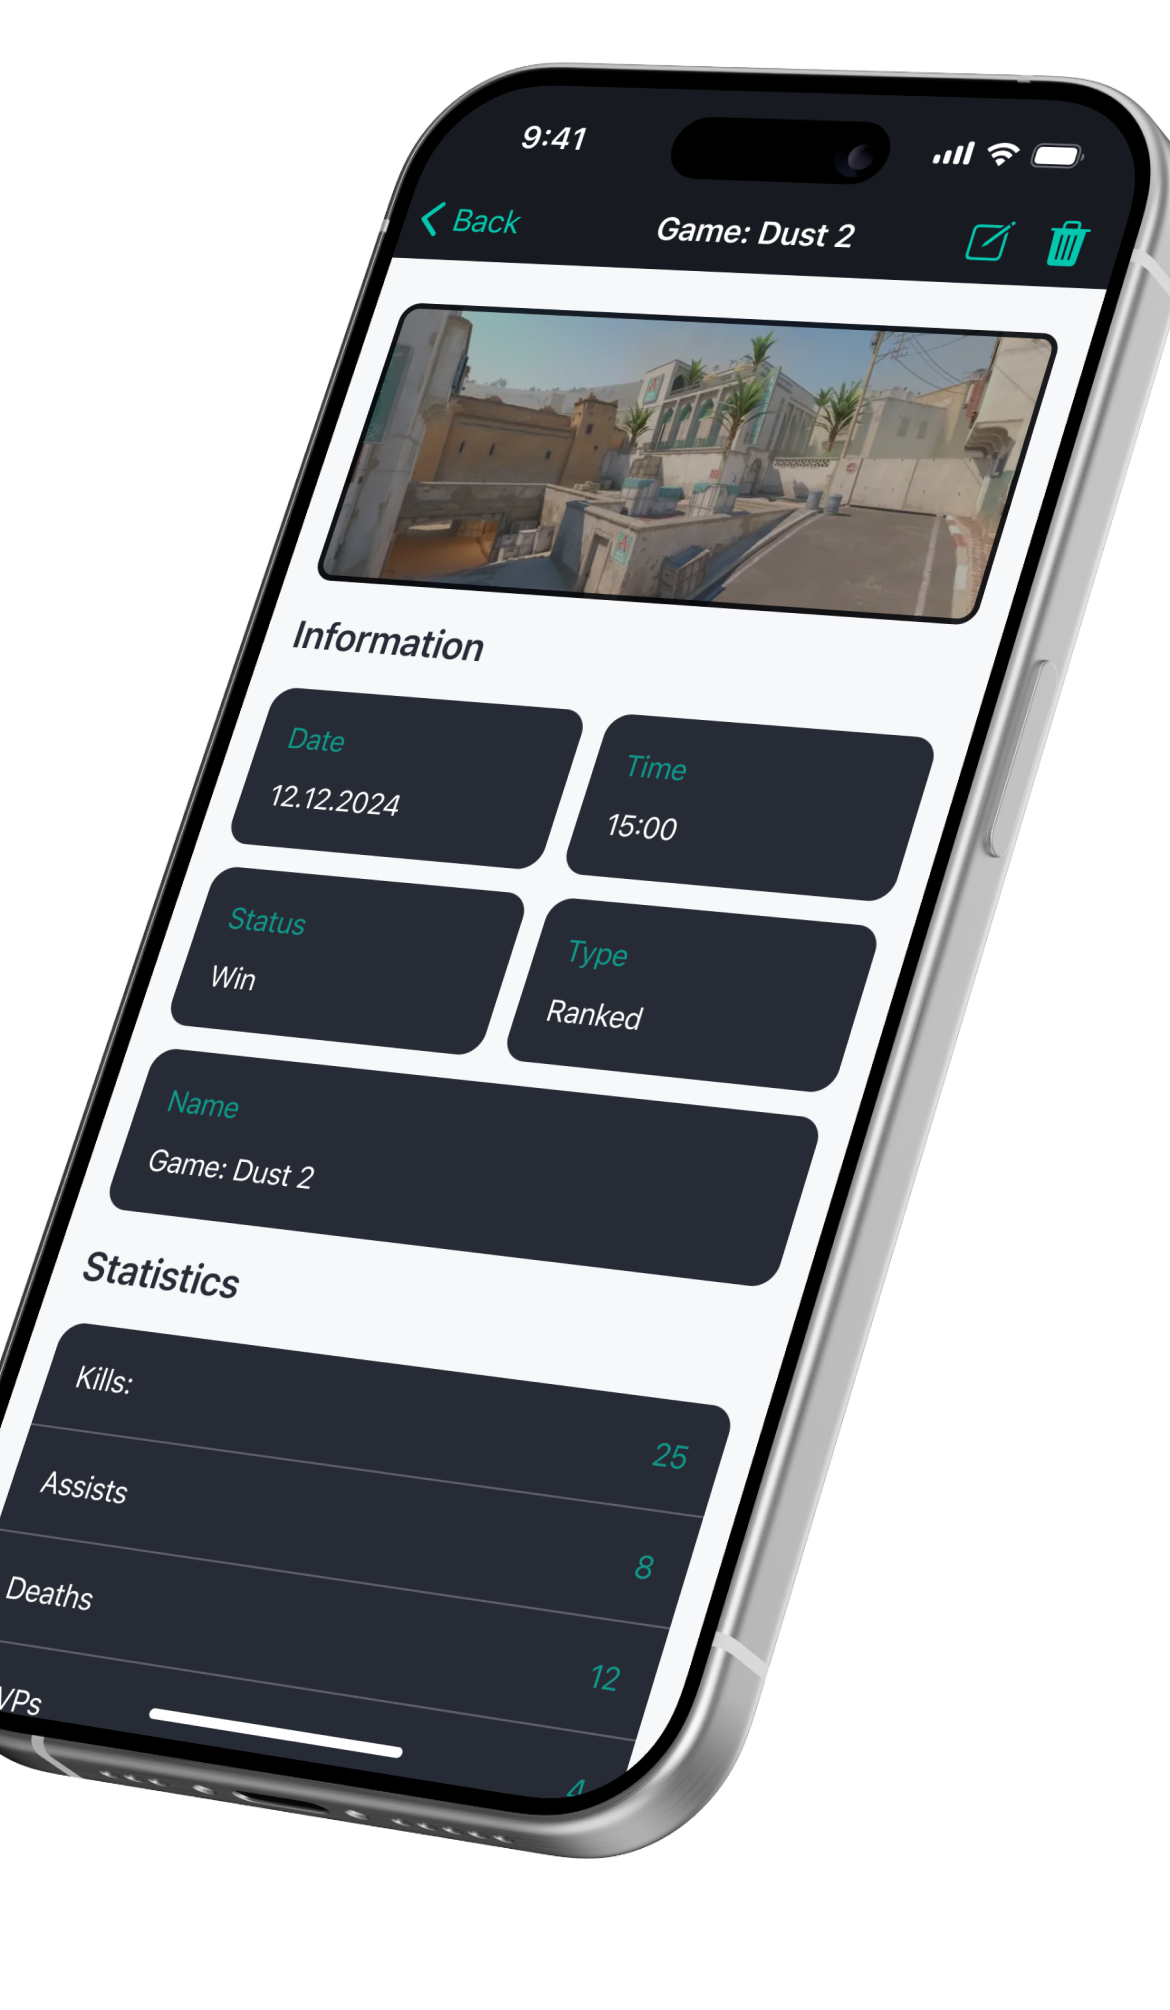 9:41
Back
Game: Dust 2
Information
Date
12.12.2024
Time
15:00
Status
Win
Type
Ranked
Name
Game: Dust 2
Statistics
Kills:
25
Assists
8
Deaths
12
VPs
4